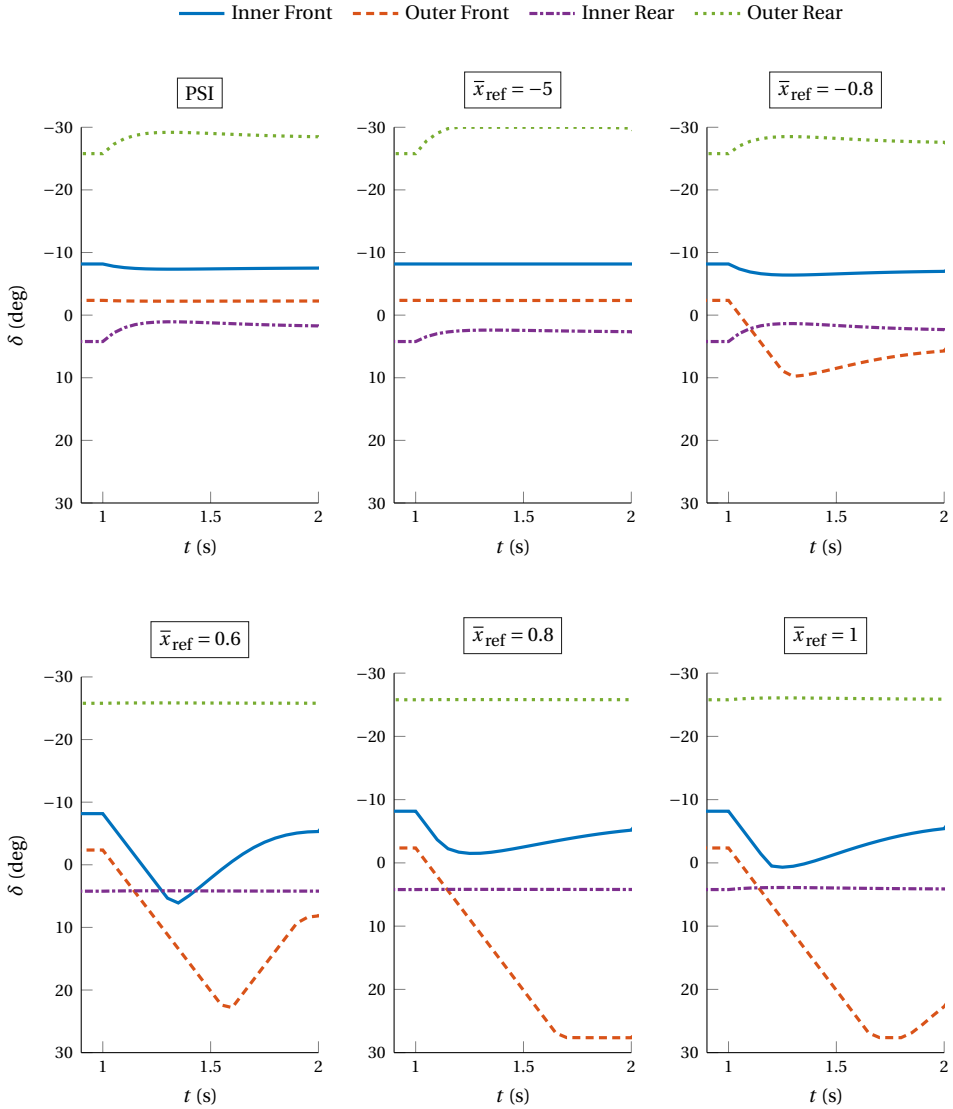 Inner Front Outer Front Inner Rear Outer Rear
PSI
x̅ref = −5
x̅ref = −0.8
−30
−20
−10
0
10
20
30
δ (deg)
1 1.5 2
t (s)
−30
−20
−10
0
10
20
30
1 1.5 2
t (s)
−30
−20
−10
0
10
20
30
1 1.5 2
t (s)
x̅ref = 0.6
x̅ref = 0.8
x̅ref = 1
−30
−20
−10
0
10
20
30
δ (deg)
1 1.5 2
t (s)
−30
−20
−10
0
10
20
30
1 1.5 2
t (s)
−30
−20
−10
0
10
20
30
1 1.5 2
t (s)